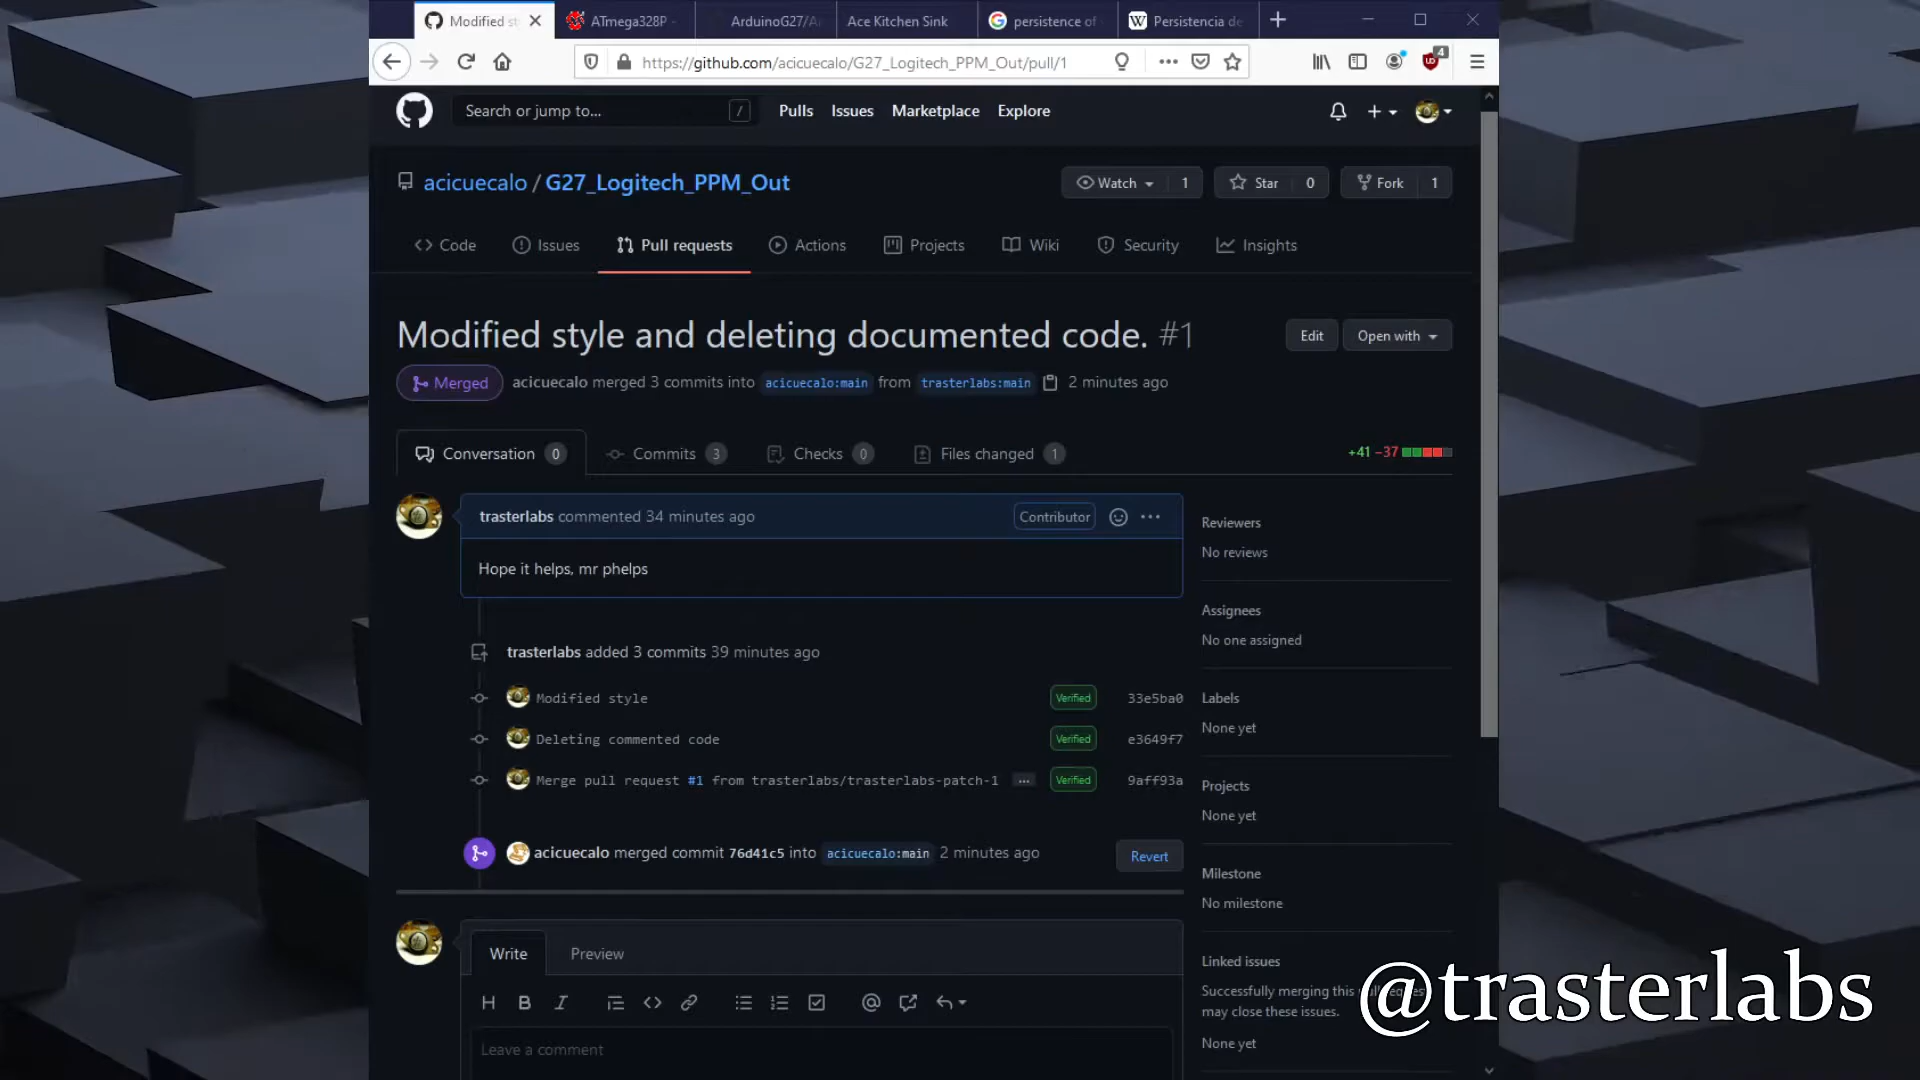 Modified st
ATmega328P -
ArduinoG27/A
Ace Kitchen Sink
persistence of
Persistencia de
https://github.com/acicuecalo/G27_Logitech_PPM_Out/pull/1
4
Search or jump to...
/
Pulls
Issues
Marketplace
Explore
acicuecalo / G27_Logitech_PPM_Out
Watch 1
Star 0
Fork 1
Code
Issues
Pull requests
Actions
Projects
Wiki
Security
Insights
Modified style and deleting documented code. #1
Edit
Open with
Merged
acicuecalo merged 3 commits into acicuecalo:main from trasterlabs:main 2 minutes ago
Conversation 0
Commits 3
Checks 0
Files changed 1
+41 −37
trasterlabs commented 34 minutes ago
Contributor
Hope it helps, mr phelps
trasterlabs added 3 commits 39 minutes ago
Modified style
Verified
33e5ba0
Deleting commented code
Verified
e3649f7
Merge pull request #1 from trasterlabs/trasterlabs-patch-1 ...
Verified
9aff93a
acicuecalo merged commit 76d41c5 into acicuecalo:main 2 minutes ago
Revert
Write
Preview
H B I
Leave a comment
Reviewers
No reviews
Assignees
No one assigned
Labels
None yet
Projects
None yet
Milestone
No milestone
Linked issues
Successfully merging this
may close these issues.
None yet
@trasterlabs